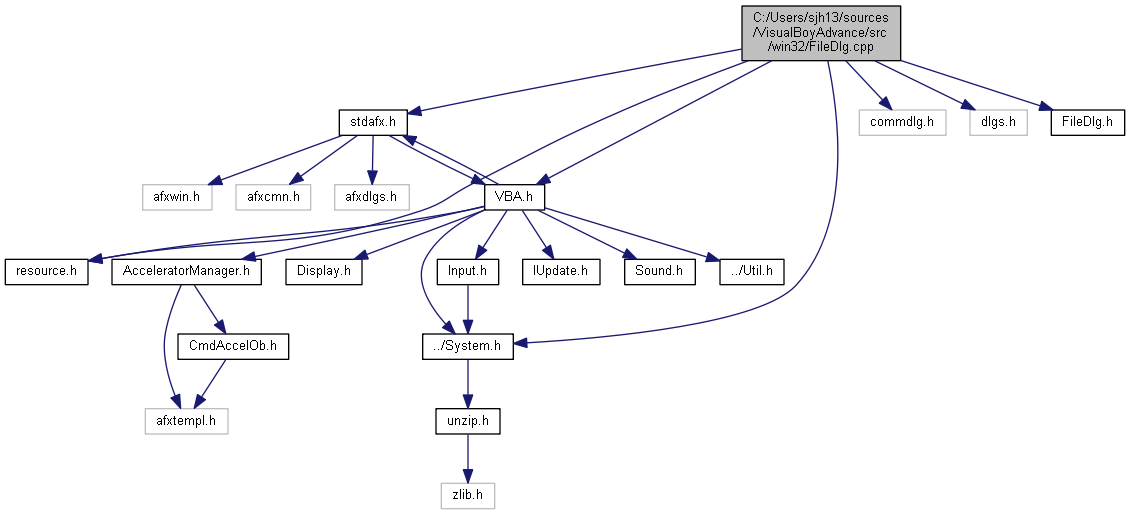 C:/Users/sjh13/sources
/VisualBoyAdvance/src
/win32/FileDlg.cpp
stdafx.h
commdlg.h
dlgs.h
FileDlg.h
afxwin.h
afxcmn.h
afxdlgs.h
VBA.h
resource.h
AcceleratorManager.h
Display.h
Input.h
IUpdate.h
Sound.h
../Util.h
CmdAccelOb.h
../System.h
afxtempl.h
unzip.h
zlib.h